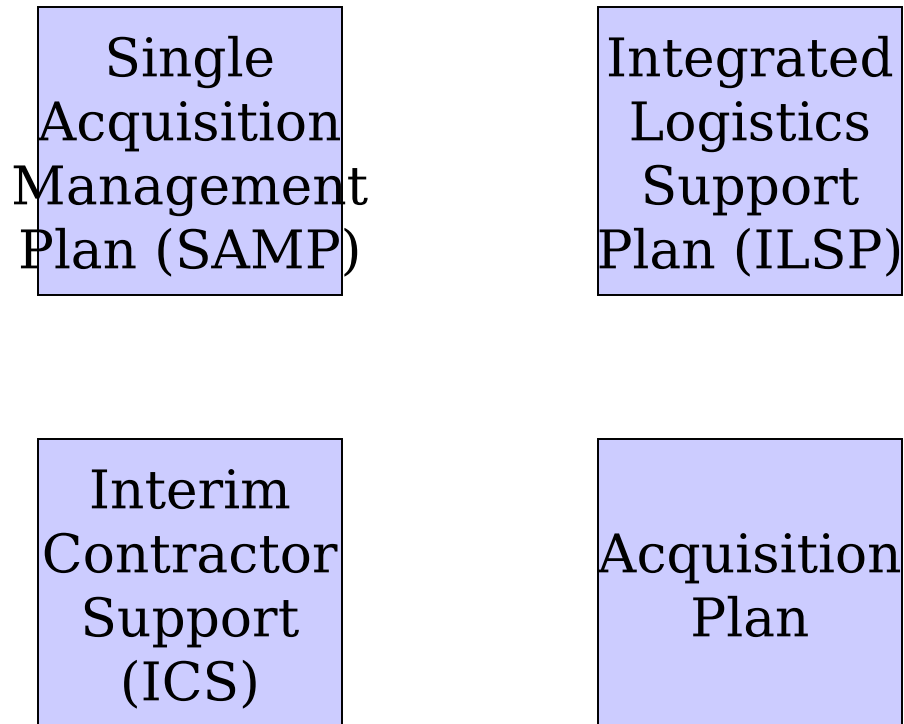 Single
Acquisition
Management
Plan (SAMP)
Integrated
Logistics
Support
Plan (ILSP)
Interim
Contractor
Support
(ICS)
Acquisition
Plan